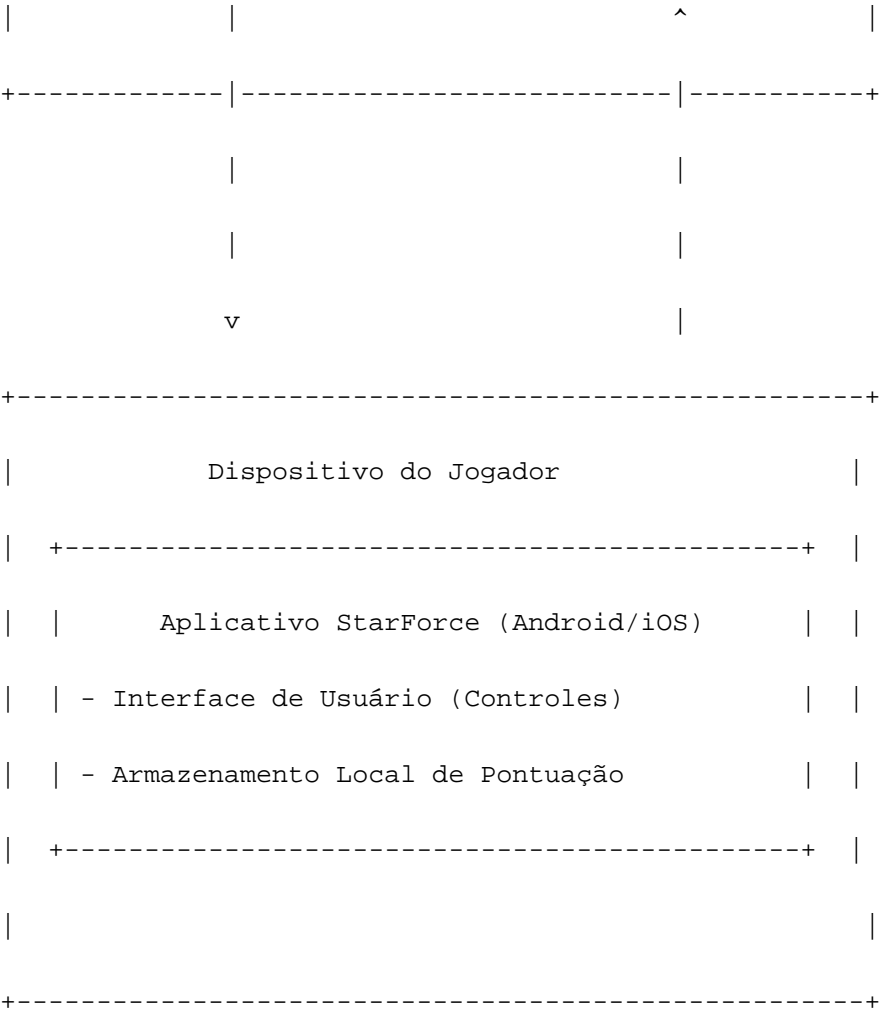 Dispositivo do Jogador
Aplicativo StarForce (Android/iOS)
- Interface de Usuário (Controles)
- Armazenamento Local de Pontuação